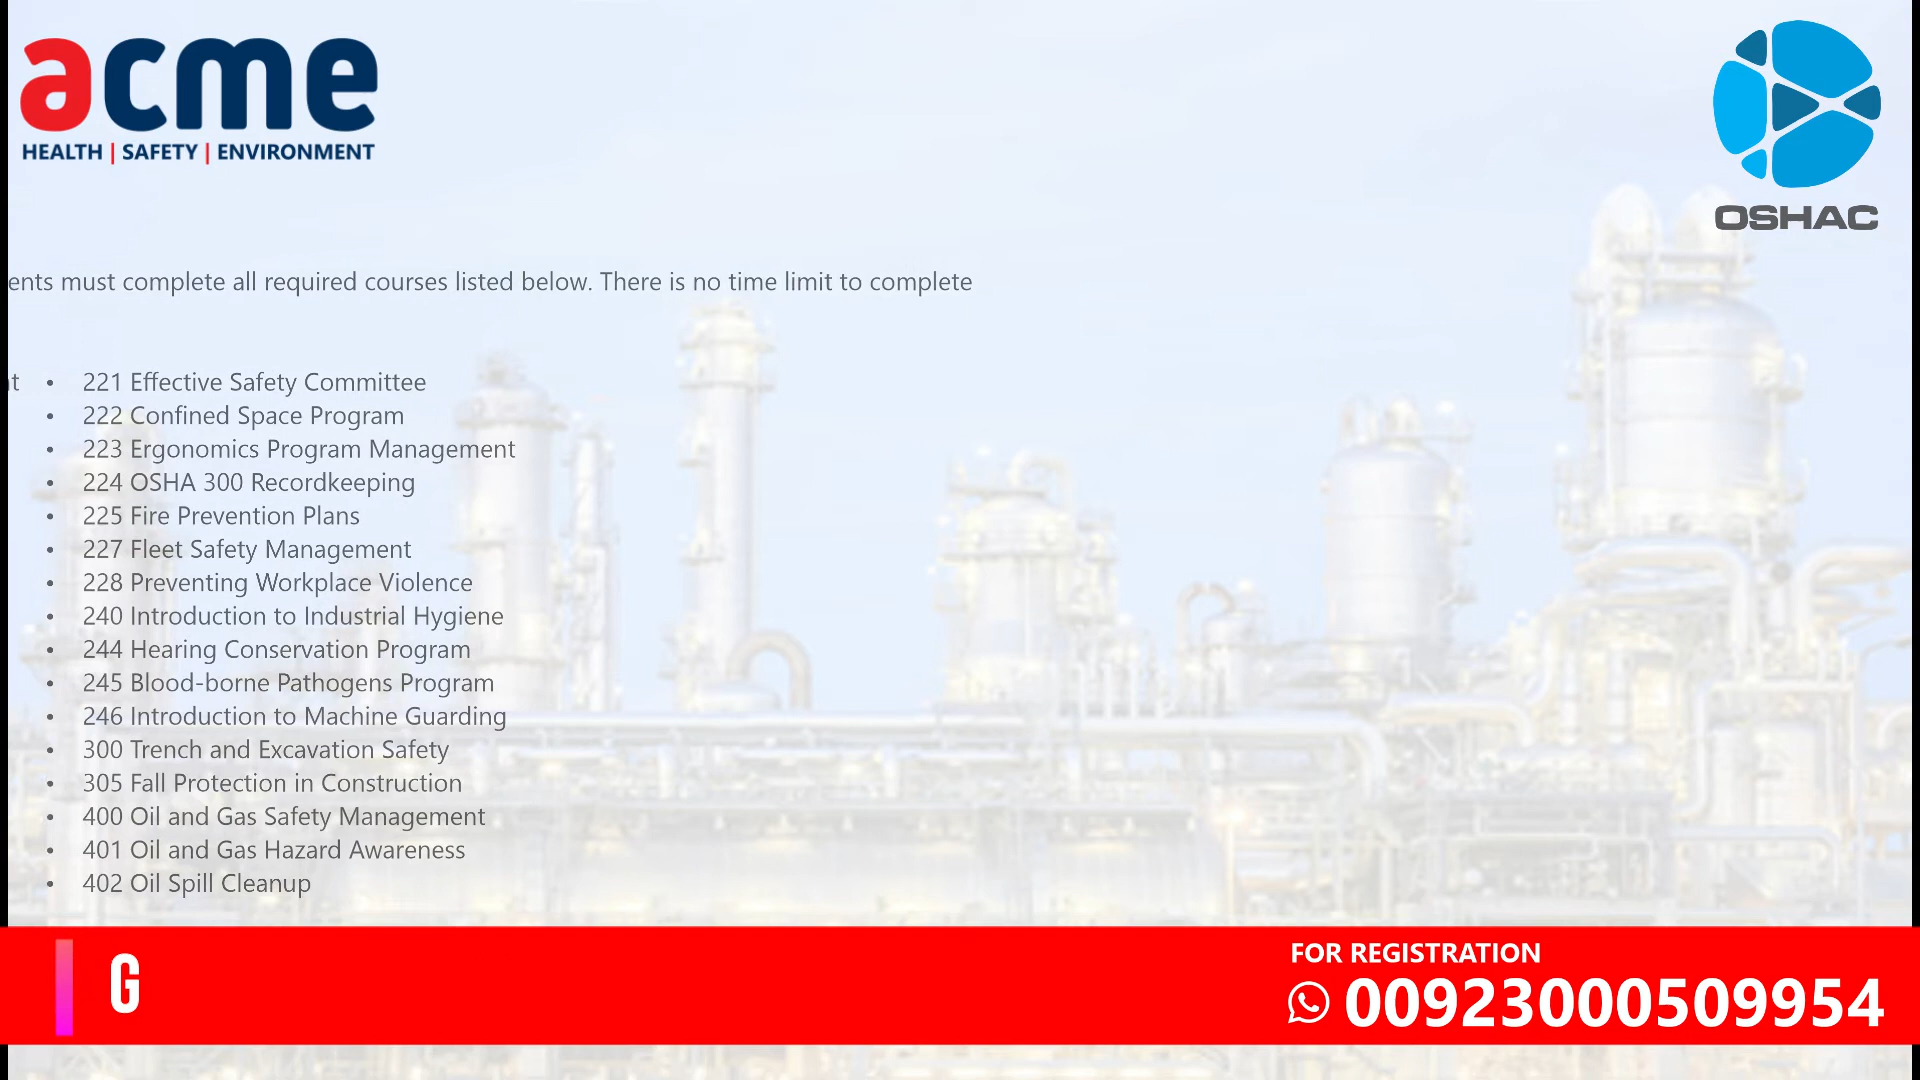 acme
HEALTH | SAFETY | ENVIRONMENT
OSHAC
ents must complete all required courses listed below. There is no time limit to complete
t
• 221 Effective Safety Committee
• 222 Confined Space Program
• 223 Ergonomics Program Management
• 224 OSHA 300 Recordkeeping
• 225 Fire Prevention Plans
• 227 Fleet Safety Management
• 228 Preventing Workplace Violence
• 240 Introduction to Industrial Hygiene
• 244 Hearing Conservation Program
• 245 Blood-borne Pathogens Program
• 246 Introduction to Machine Guarding
• 300 Trench and Excavation Safety
• 305 Fall Protection in Construction
• 400 Oil and Gas Safety Management
• 401 Oil and Gas Hazard Awareness
• 402 Oil Spill Cleanup
G
FOR REGISTRATION
00923000509954